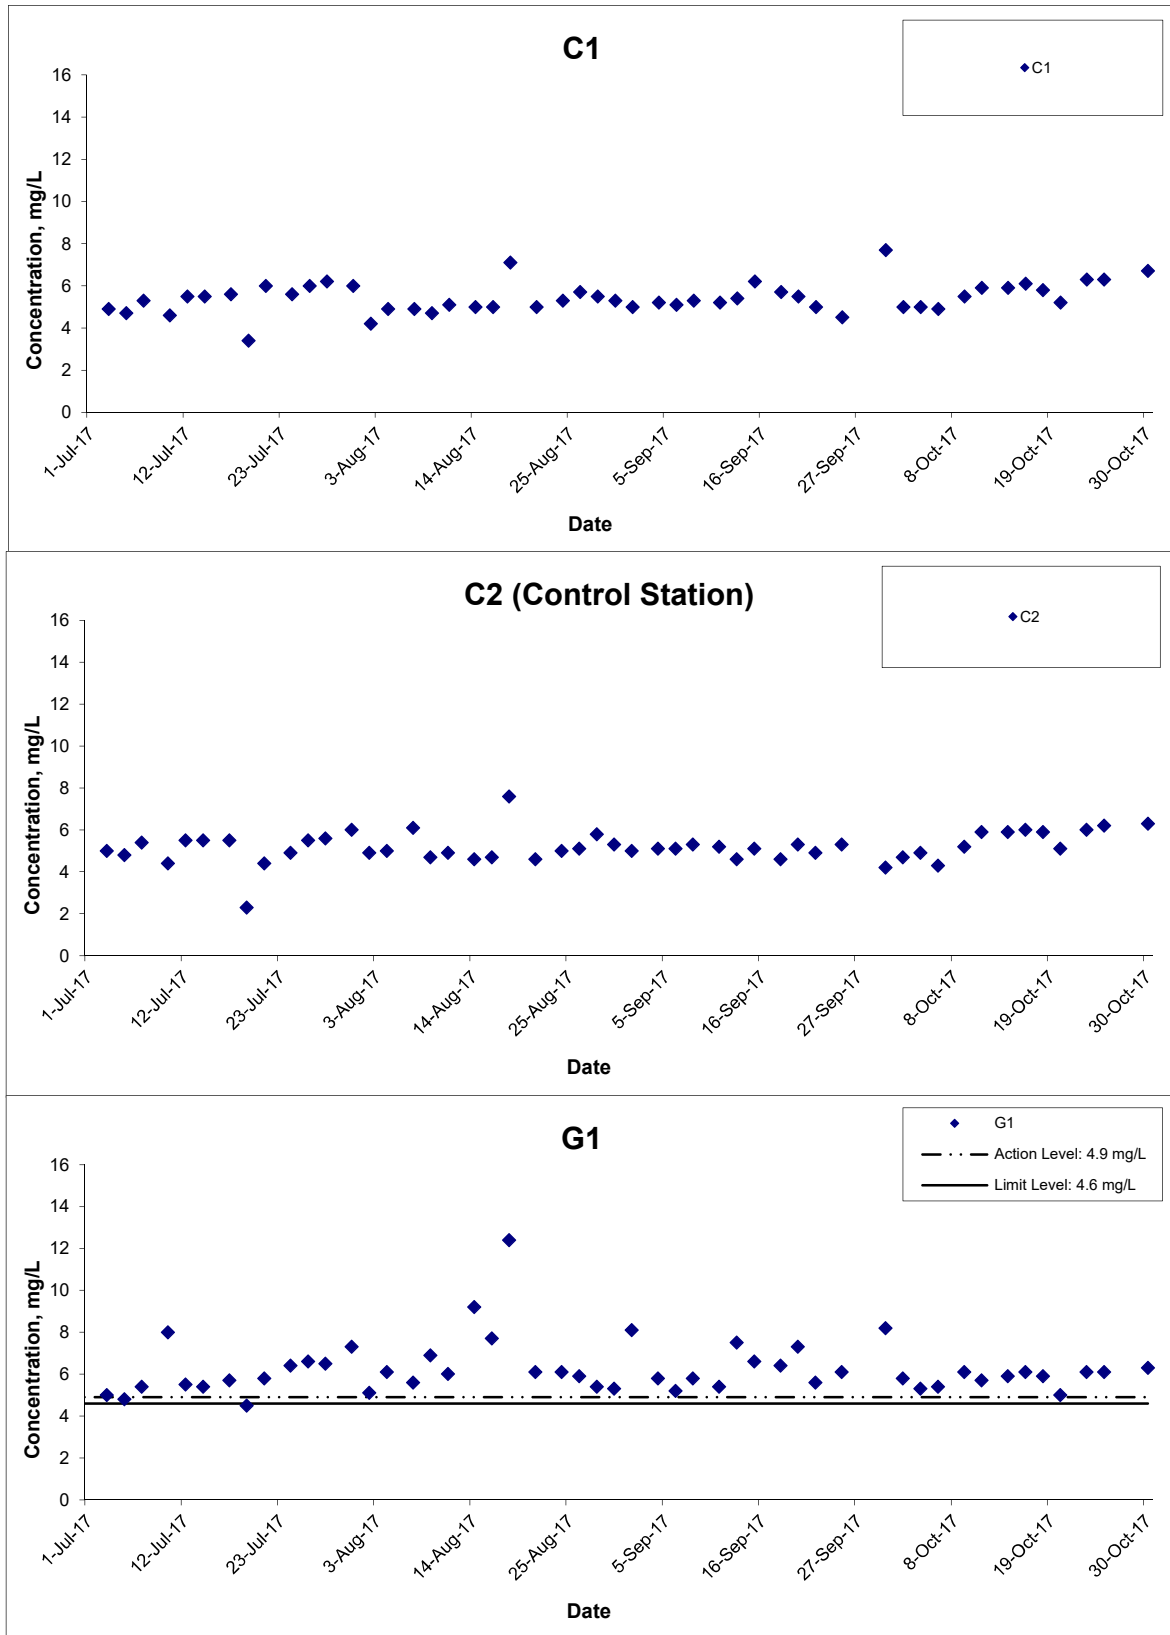 C1
C1
16
14
12
10
8
6
4
2
0
Concentration, mg/L
1-Jul-17
12-Jul-17
23-Jul-17
3-Aug-17
14-Aug-17
25-Aug-17
5-Sep-17
16-Sep-17
27-Sep-17
8-Oct-17
19-Oct-17
30-Oct-17
Date
C2 (Control Station)
C2
16
14
12
10
8
6
4
2
0
Concentration, mg/L
1-Jul-17
12-Jul-17
23-Jul-17
3-Aug-17
14-Aug-17
25-Aug-17
5-Sep-17
16-Sep-17
27-Sep-17
8-Oct-17
19-Oct-17
30-Oct-17
Date
G1
G1
Action Level: 4.9 mg/L
Limit Level: 4.6 mg/L
16
14
12
10
8
6
4
2
0
Concentration, mg/L
1-Jul-17
12-Jul-17
23-Jul-17
3-Aug-17
14-Aug-17
25-Aug-17
5-Sep-17
16-Sep-17
27-Sep-17
8-Oct-17
19-Oct-17
30-Oct-17
Date